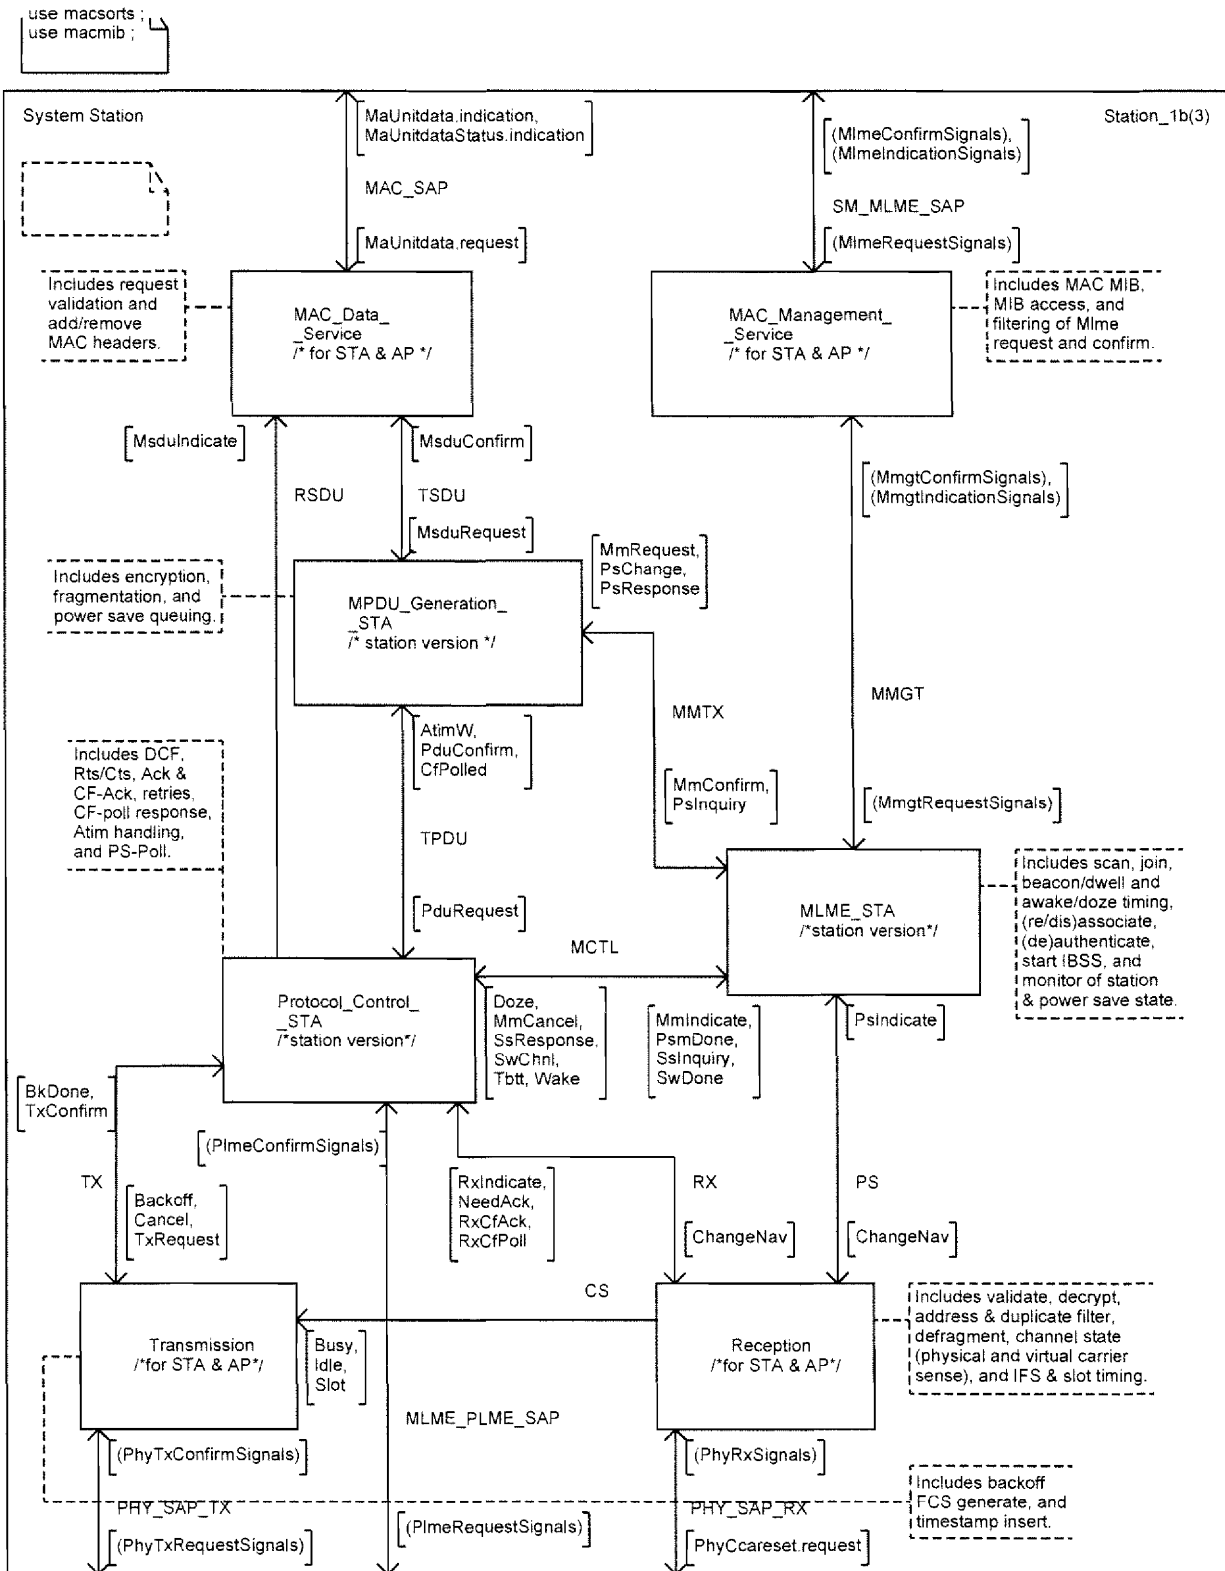 use macsorts ;
use macmib ;
System Station
Station_1b(3)
MaUnitdata.indication,
MaUnitdataStatus.indication
(MlmeConfirmSignals),
(MlmeIndicationSignals)
MAC_SAP
SM_MLME_SAP
MaUnitdata.request
(MlmeRequestSignals)
Includes request
validation and
add/remove
MAC headers.
MAC_Data_
_Service
/* for STA & AP */
MAC_Management_
_Service
/* for STA & AP */
Includes MAC MIB,
MIB access, and
filtering of Mlme
request and confirm.
MsduIndicate
MsduConfirm
(MmgtConfirmSignals),
(MmgtIndicationSignals)
RSDU
TSDU
MsduRequest
MmRequest,
PsChange,
PsResponse
Includes encryption,
fragmentation, and
power save queuing.
MPDU_Generation_
_STA
/* station version */
MMGT
MMTX
AtimW,
PduConfirm,
CfPolled
Includes DCF,
Rts/Cts, Ack &
CF-Ack, retries,
CF-poll response,
Atim handling,
and PS-Poll.
MmConfirm,
PsInquiry
(MmgtRequestSignals)
TPDU
PduRequest
MLME_STA
/*station version*/
Includes scan, join,
beacon/dwell and
awake/doze timing,
(re/dis)associate,
(de)authenticate,
start IBSS, and
monitor of station
& power save state.
MCTL
Protocol_Control_
_STA
/*station version*/
Doze,
MmCancel,
SsResponse,
SwChnl,
Tbtt, Wake
MmIndicate,
PsmDone,
SsInquiry,
SwDone
PsIndicate
BkDone,
TxConfirm
(PlmeConfirmSignals)
TX
Backoff,
Cancel,
TxRequest
RxIndicate,
NeedAck,
RxCfAck,
RxCfPoll
RX
PS
ChangeNav
ChangeNav
CS
Transmission
/*for STA & AP*/
Busy,
Idle,
Slot
Reception
/*for STA & AP*/
Includes validate, decrypt,
address & duplicate filter,
defragment, channel state
(physical and virtual carrier
sense), and IFS & slot timing.
MLME_PLME_SAP
(PhyTxConfirmSignals)
(PhyRxSignals)
Includes backoff
FCS generate, and
timestamp insert.
PHY_SAP_TX
PHY_SAP_RX
(PhyTxRequestSignals)
(PlmeRequestSignals)
PhyCcareset.request